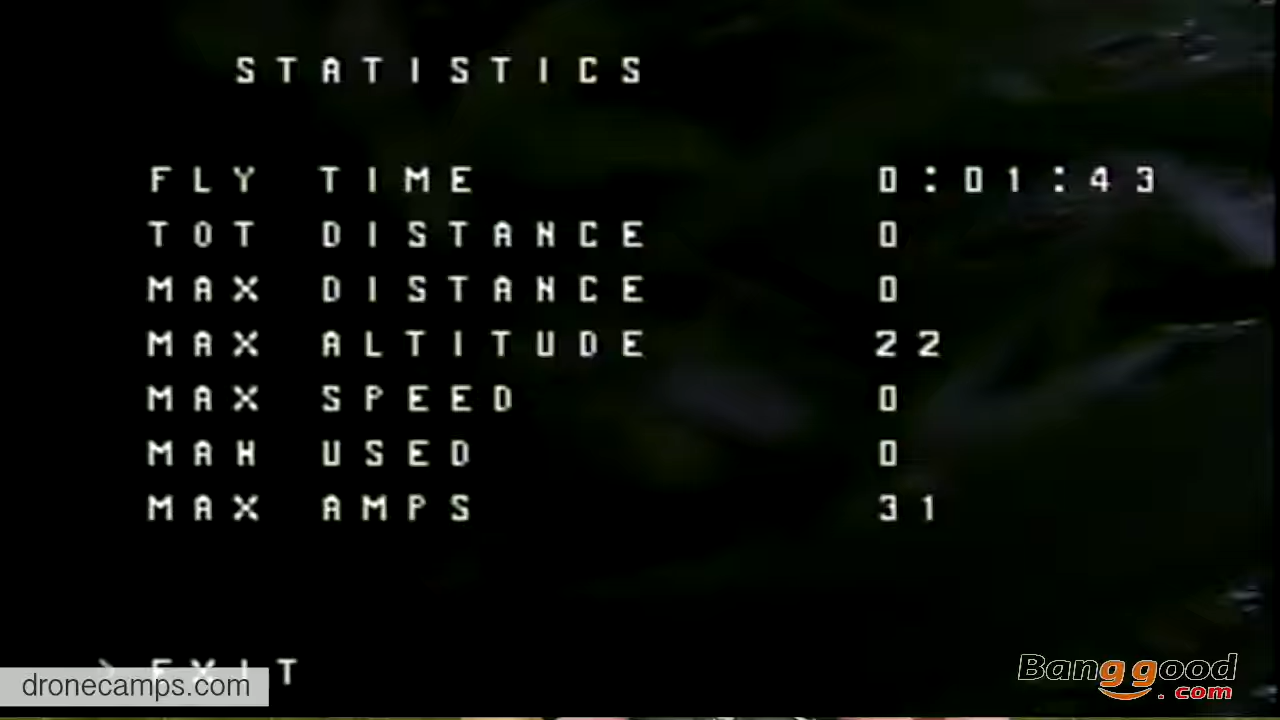 STATISTICS
FLY TIME 0:01:43
TOT DISTANCE 0
MAX DISTANCE 0
MAX ALTITUDE 22
MAX SPEED 0
MAH USED 0
MAX AMPS 31
> EXIT
dronecamps.com
Banggood
.com